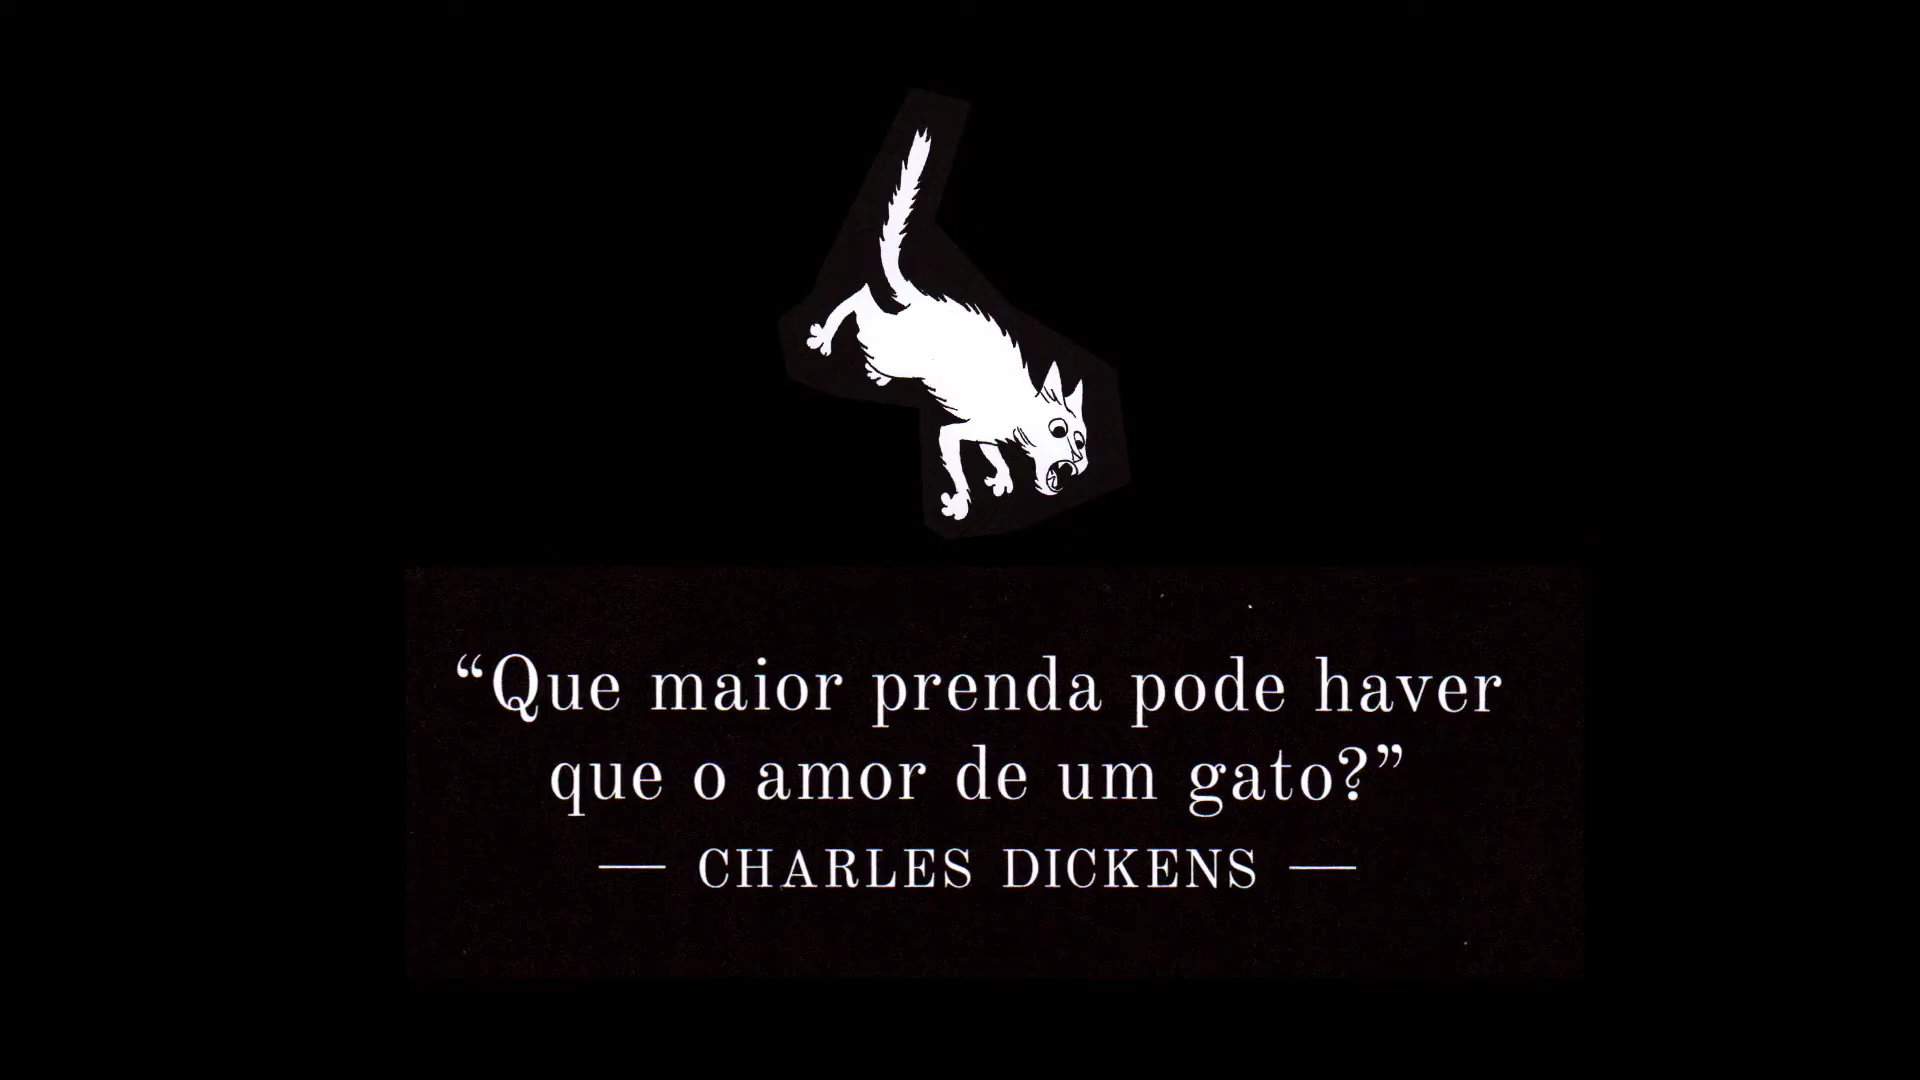 “Que maior prenda pode haver
que o amor de um gato?”
— CHARLES DICKENS —